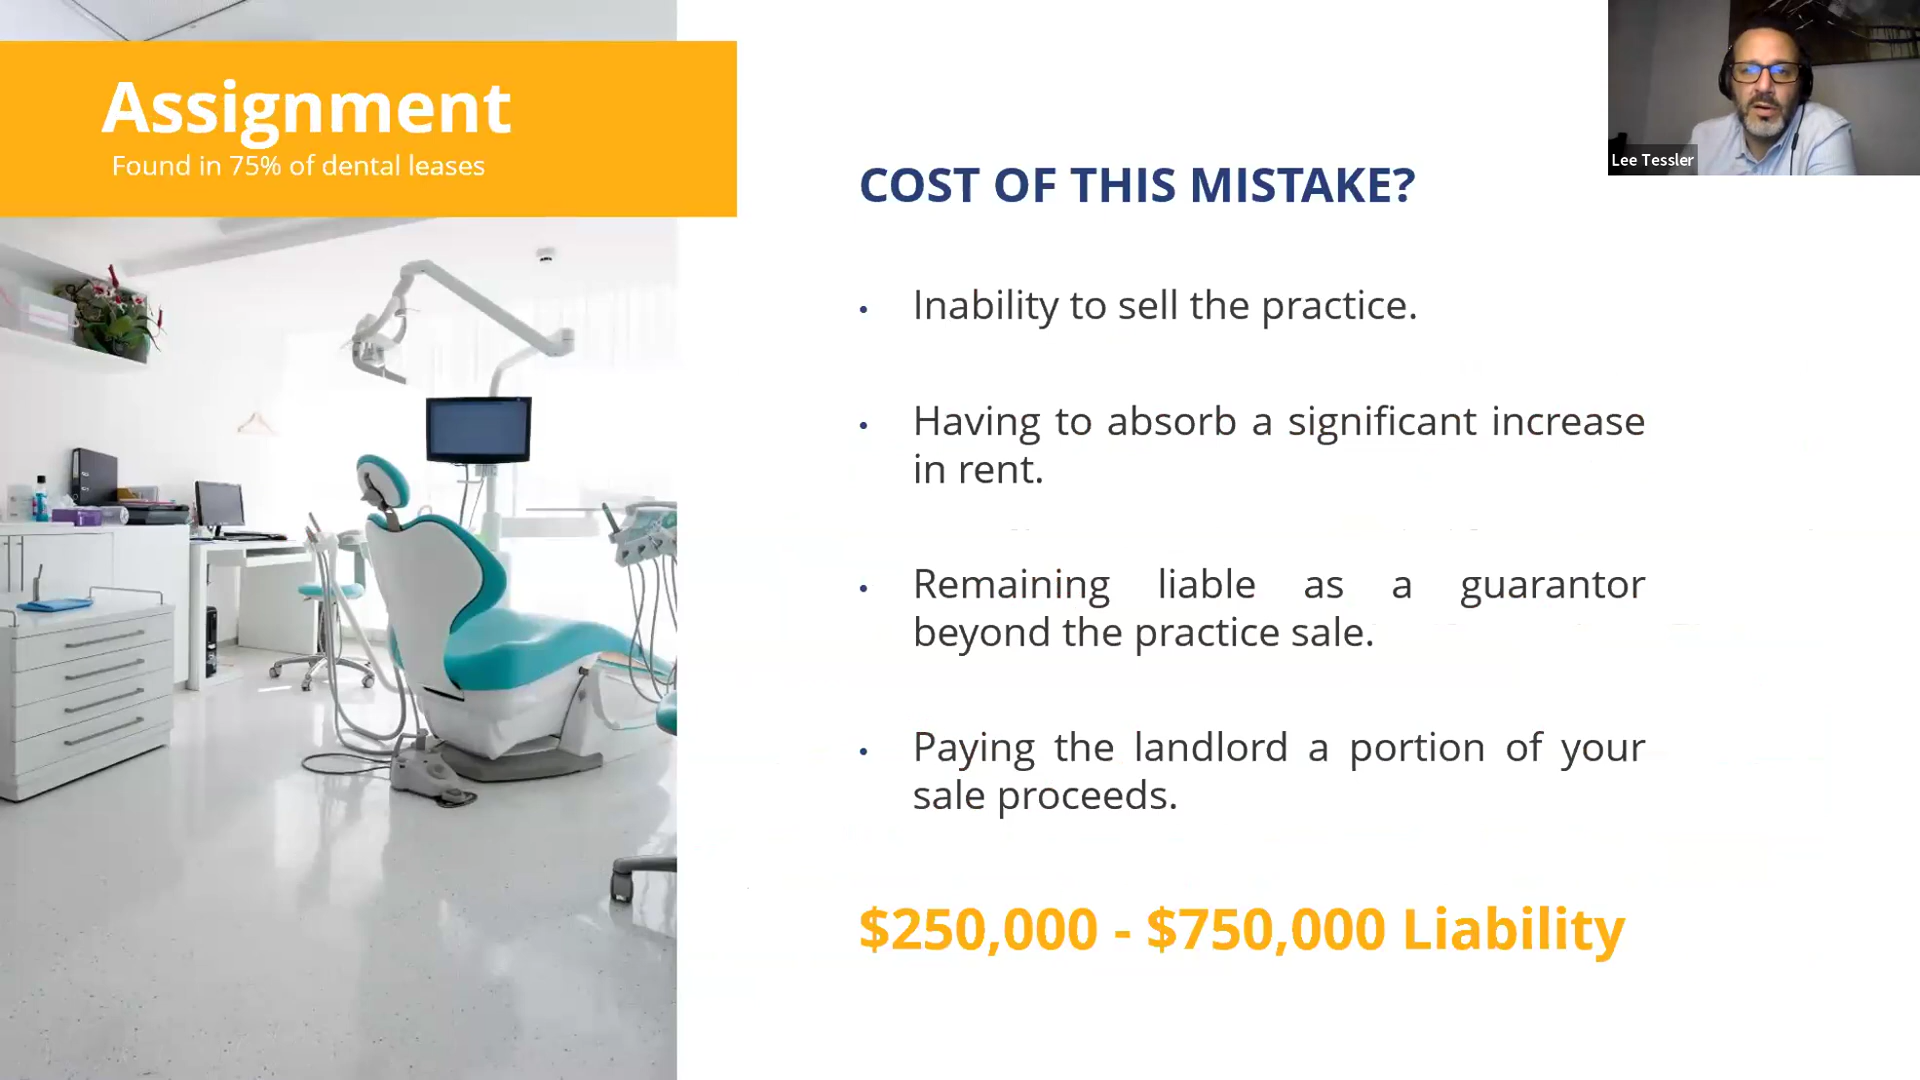 Assignment
Found in 75% of dental leases
Lee Tessler
COST OF THIS MISTAKE?
• Inability to sell the practice.
• Having to absorb a significant increase
in rent.
• Remaining liable as a guarantor
beyond the practice sale.
• Paying the landlord a portion of your
sale proceeds.
$250,000 - $750,000 Liability